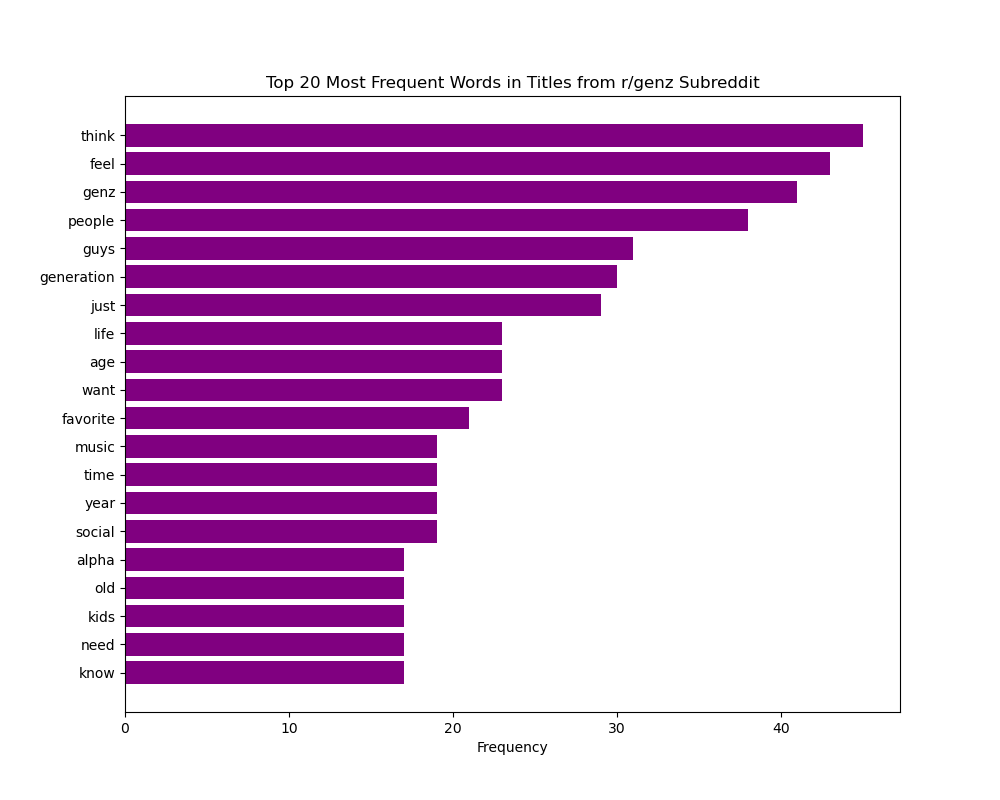 Top 20 Most Frequent Words in Titles from r/genz Subreddit
think
feel
genz
people
guys
generation
just
life
age
want
favorite
music
time
year
social
alpha
old
kids
need
know
0 10 20 30 40
Frequency